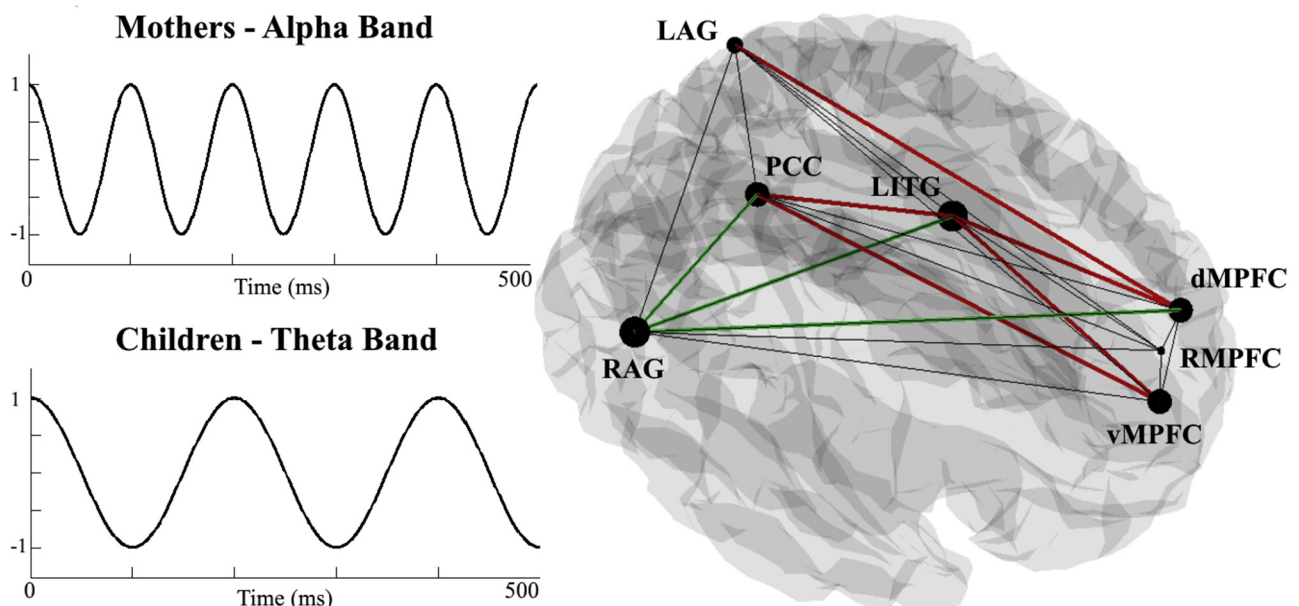 Mothers - Alpha Band
1
-1
0
Time (ms)
500
Children - Theta Band
1
-1
0
Time (ms)
500
LAG
PCC
LITG
dMPFC
RMPFC
RAG
vMPFC